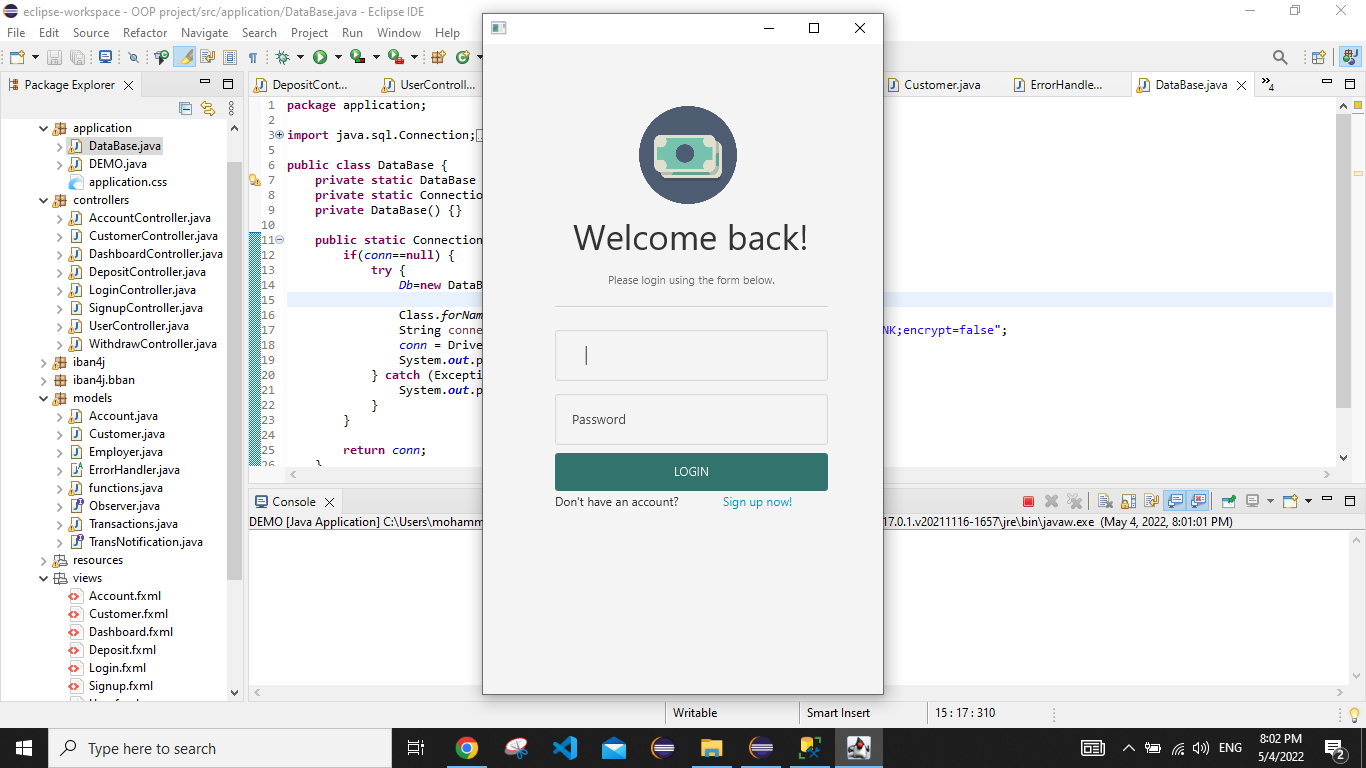 eclipse-workspace - OOP project/src/application/DataBase.java - Eclipse IDE
File Edit Source Refactor Navigate Search Project Run Window Help
Package Explorer
application
DataBase.java
DEMO.java
application.css
controllers
AccountController.java
CustomerController.java
DashboardController.java
DepositController.java
LoginController.java
SignupController.java
UserController.java
WithdrawController.java
iban4j
iban4j.bban
models
Account.java
Customer.java
Employer.java
ErrorHandler.java
functions.java
Observer.java
Transactions.java
TransNotification.java
resources
views
Account.fxml
Customer.fxml
Dashboard.fxml
Deposit.fxml
Login.fxml
Signup.fxml
DepositCont... UserControll... Customer.java ErrorHandle... DataBase.java 4
1 package application;
2
3 import java.sql.Connection;
5
6 public class DataBase {
7 private static DataBase
8 private static Connection
9 private DataBase() {}
10
11 public static Connection
12 if(conn==null) {
13 try {
14 Db=new DataB
15
16 Class.forNam
17 String conne NK;encrypt=false";
18 conn = Drive
19 System.out.p
20 } catch (Excepti
21 System.out.p
22 }
23 }
24
25 return conn;
26 }
Welcome back!
Please login using the form below.
Password
LOGIN
Don't have an account? Sign up now!
Console
DEMO [Java Application] C:\Users\mohamm 17.0.1.v20211116-1657\jre\bin\javaw.exe (May 4, 2022, 8:01:01 PM)
Writable Smart Insert 15 : 17 : 310
Type here to search
ENG
8:02 PM
5/4/2022
2